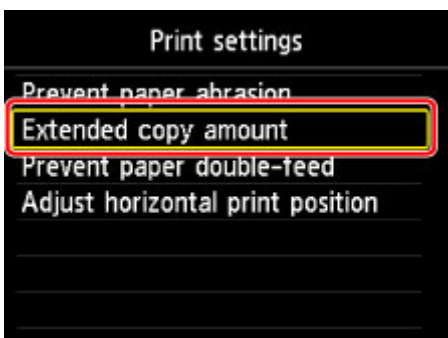 Print settings
Prevent paper abrasion
Extended copy amount
Prevent paper double-feed
Adjust horizontal print position